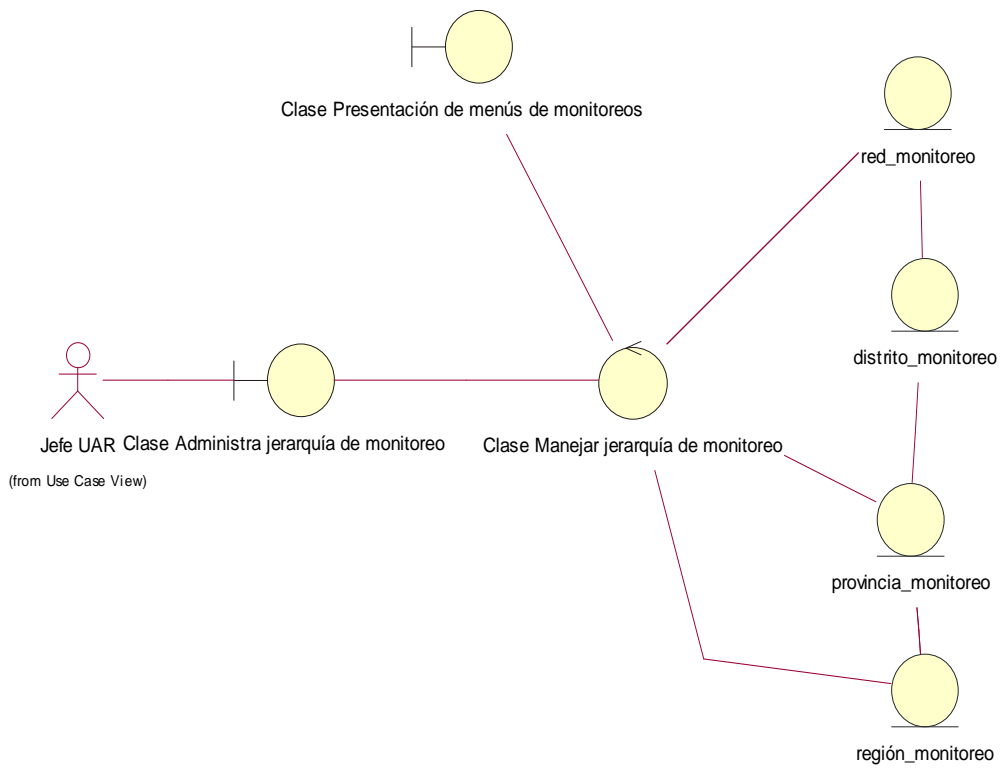 Clase Presentación de menús de monitoreos
red_monitoreo
distrito_monitoreo
Jefe UAR
Clase Administra jerarquía de monitoreo
Clase Manejar jerarquía de monitoreo
(from Use Case View)
provincia_monitoreo
región_monitoreo